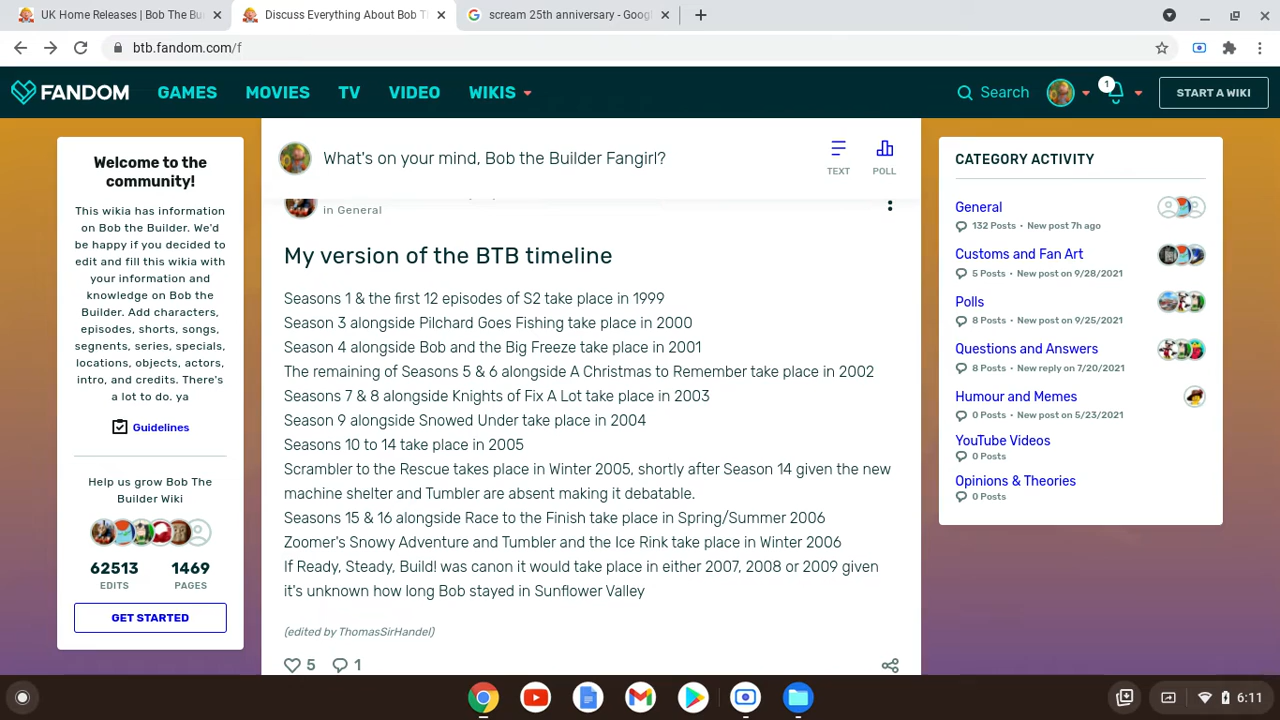 UK Home Releases | Bob The Bu
Discuss Everything About Bob T
scream 25th anniversary - Goog
btb.fandom.com/f
FANDOM
GAMES
MOVIES
TV
VIDEO
WIKIS
Search
1
START A WIKI
Welcome to the
community!
This wikia has information
on Bob the Builder. We'd
be happy if you decided to
edit and fill this wikia with
your information and
knowledge on Bob the
Builder. Add characters,
episodes, shorts, songs,
segnents, series, specials,
locations, objects, actors,
intro, and credits. There's
a lot to do. ya
Guidelines
Help us grow Bob The
Builder Wiki
62513
EDITS
1469
PAGES
GET STARTED
What's on your mind, Bob the Builder Fangirl?
TEXT
POLL
in General
My version of the BTB timeline
Seasons 1 & the first 12 episodes of S2 take place in 1999
Season 3 alongside Pilchard Goes Fishing take place in 2000
Season 4 alongside Bob and the Big Freeze take place in 2001
The remaining of Seasons 5 & 6 alongside A Christmas to Remember take place in 2002
Seasons 7 & 8 alongside Knights of Fix A Lot take place in 2003
Season 9 alongside Snowed Under take place in 2004
Seasons 10 to 14 take place in 2005
Scrambler to the Rescue takes place in Winter 2005, shortly after Season 14 given the new
machine shelter and Tumbler are absent making it debatable.
Seasons 15 & 16 alongside Race to the Finish take place in Spring/Summer 2006
Zoomer's Snowy Adventure and Tumbler and the Ice Rink take place in Winter 2006
If Ready, Steady, Build! was canon it would take place in either 2007, 2008 or 2009 given
it's unknown how long Bob stayed in Sunflower Valley
(edited by ThomasSirHandel)
5
1
CATEGORY ACTIVITY
General
132 Posts • New post 7h ago
Customs and Fan Art
5 Posts • New post on 9/28/2021
Polls
8 Posts • New post on 9/25/2021
Questions and Answers
8 Posts • New reply on 7/20/2021
Humour and Memes
0 Posts • New post on 5/23/2021
YouTube Videos
0 Posts
Opinions & Theories
0 Posts
6:11